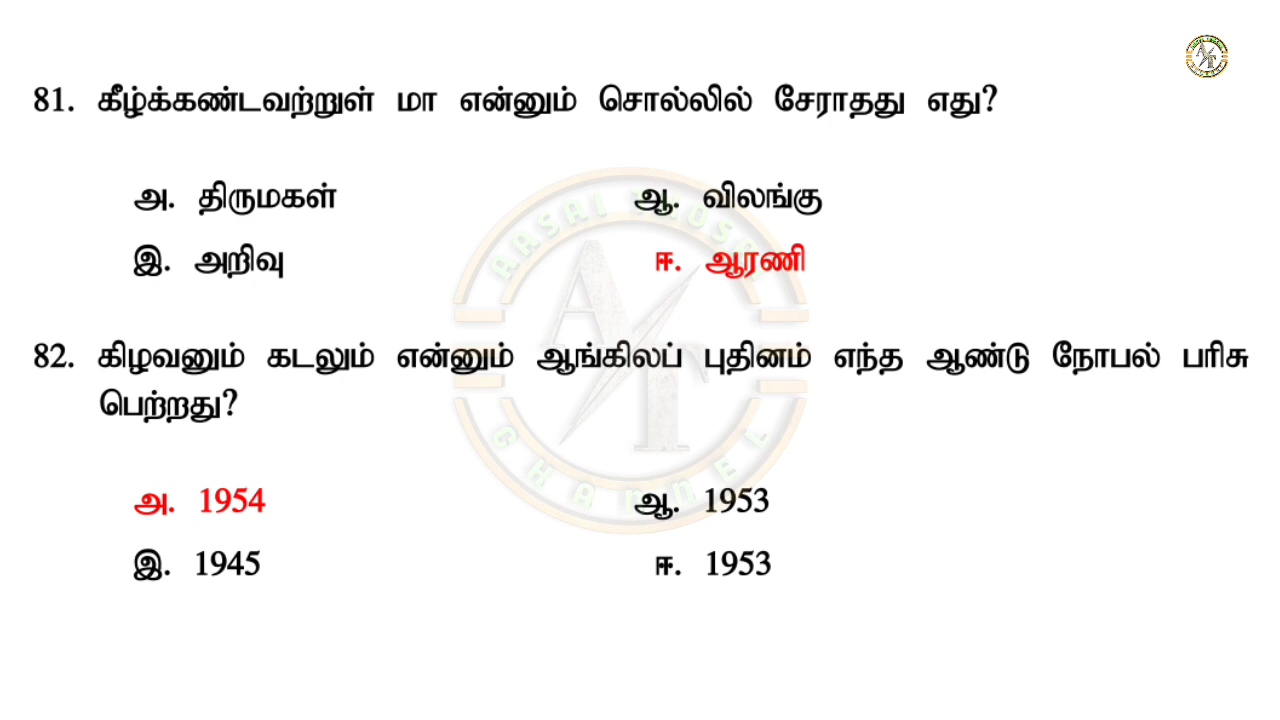 81. கீழ்க்கண்டவற்றுள் மா என்னும் சொல்லில் சேராதது எது?
அ. திருமகள் ஆ. விலங்கு
இ. அறிவு ஈ. ஆரணி
82. கிழவனும் கடலும் என்னும் ஆங்கிலப் புதினம் எந்த ஆண்டு நோபல் பரிசு
பெற்றது?
அ. 1954 ஆ. 1953
இ. 1945 ஈ. 1953